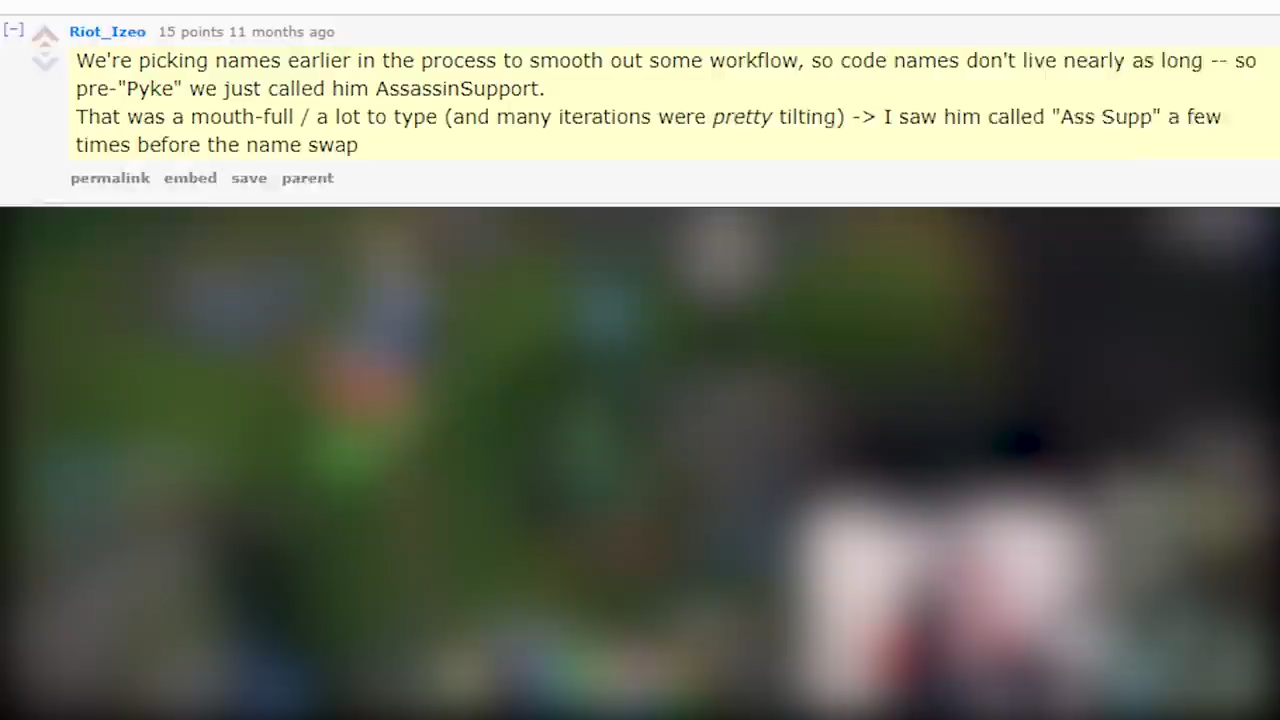 [-] Riot_Izeo 15 points 11 months ago
We're picking names earlier in the process to smooth out some workflow, so code names don't live nearly as long -- so
pre-"Pyke" we just called him AssassinSupport.
That was a mouth-full / a lot to type (and many iterations were pretty tilting) -> I saw him called "Ass Supp" a few
times before the name swap
permalink embed save parent